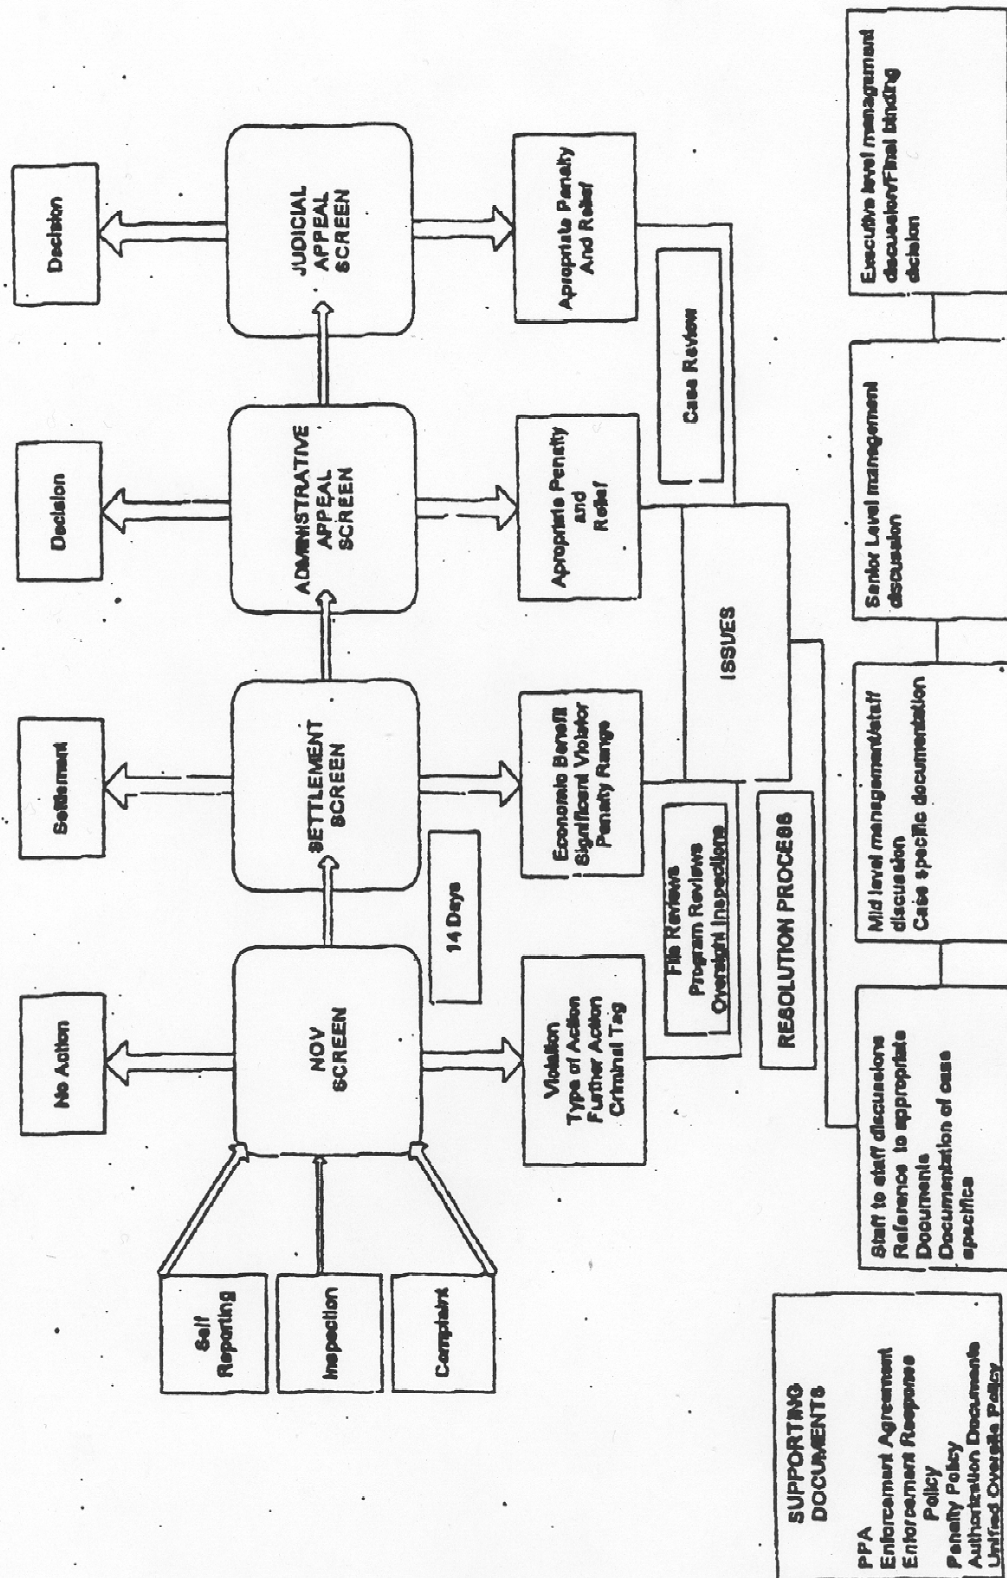 No Action
Settlement
Decision
Decision
Self
Reporting
Inspection
Complaint
NOV
SCREEN
SETTLEMENT
SCREEN
ADMINISTRATIVE
APPEAL
SCREEN
JUDICIAL
APPEAL
SCREEN
14 Days
Violation
Type of Action
Further Action
Criminal Tag
Economic Benefit
Significent Violator
Penalty Range
Apropriate Penalty
and
Relief
Apropriate Penalty
And Relief
File Reviews
Program Reviews
Oversight Inspections
ISSUES
Case Review
RESOLUTION PROCESS
SUPPORTING
DOCUMENTS
PPA
Enforcement Agreement
Enforcement Response
Policy
Penalty Policy
Authorization Documents
Unified Oversite Policy
Staff to staff discussions
Reference to appropriate
Documents
Documentation of case
specifics
Mid level management/staff
discussion
Case specific documentation
Senior Level management
discussion
Executive level management
discussion/Final binding
dicision